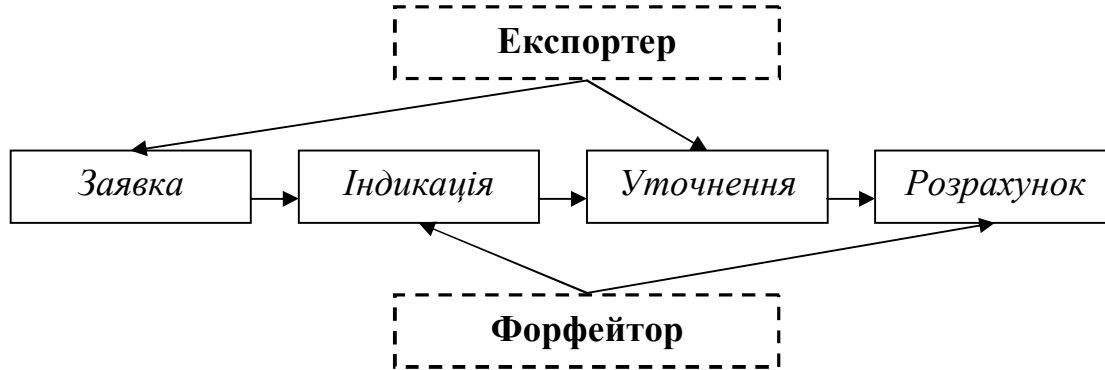 Експортер
Заявка
Індикація
Уточнення
Розрахунок
Форфейтор